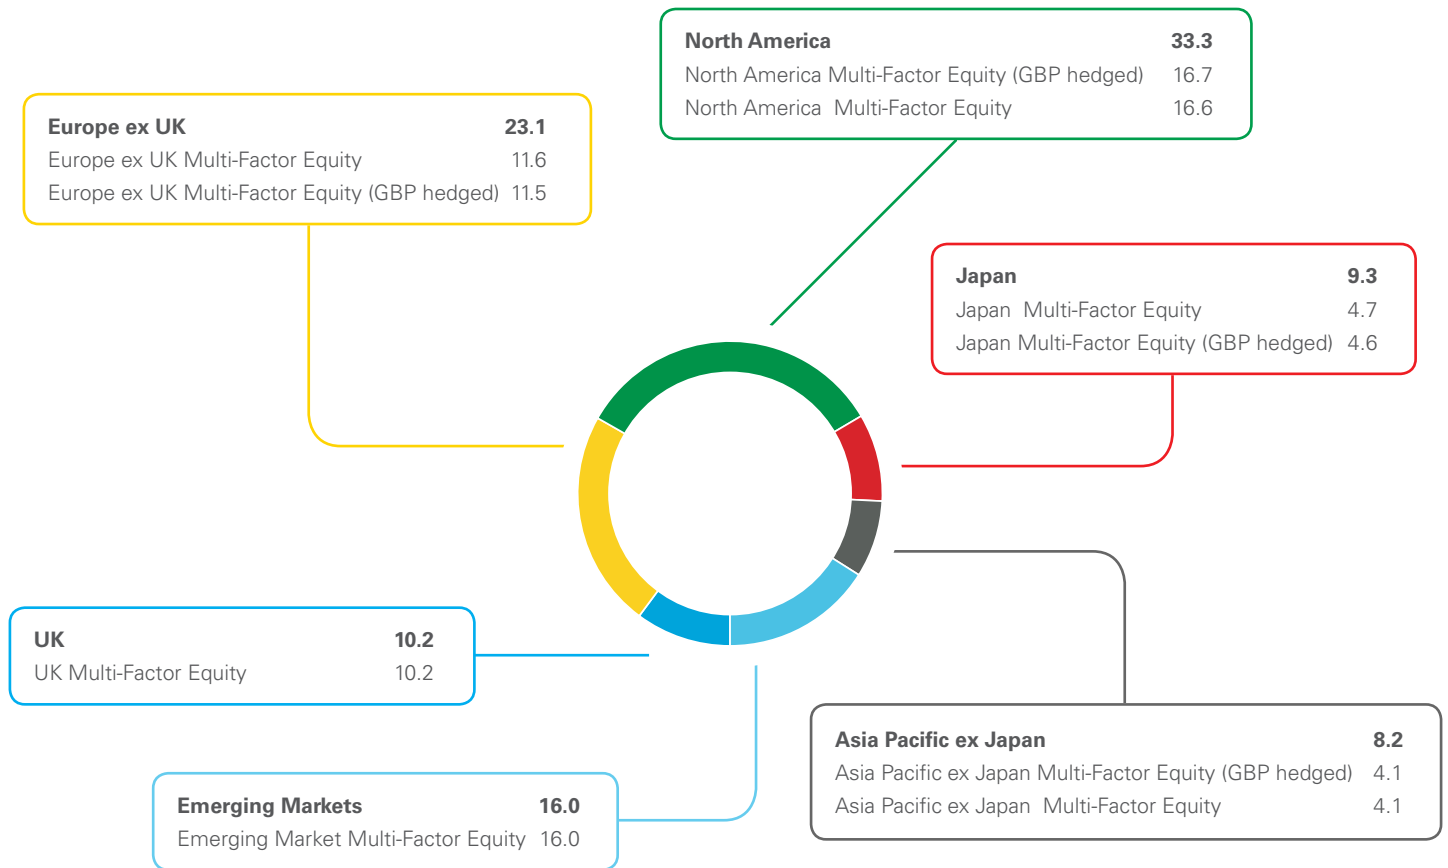 North America 33.3
North America Multi-Factor Equity (GBP hedged) 16.7
North America Multi-Factor Equity 16.6
Europe ex UK 23.1
Europe ex UK Multi-Factor Equity 11.6
Europe ex UK Multi-Factor Equity (GBP hedged) 11.5
Japan 9.3
Japan Multi-Factor Equity 4.7
Japan Multi-Factor Equity (GBP hedged) 4.6
UK 10.2
UK Multi-Factor Equity 10.2
Asia Pacific ex Japan 8.2
Asia Pacific ex Japan Multi-Factor Equity (GBP hedged) 4.1
Asia Pacific ex Japan Multi-Factor Equity 4.1
Emerging Markets 16.0
Emerging Market Multi-Factor Equity 16.0